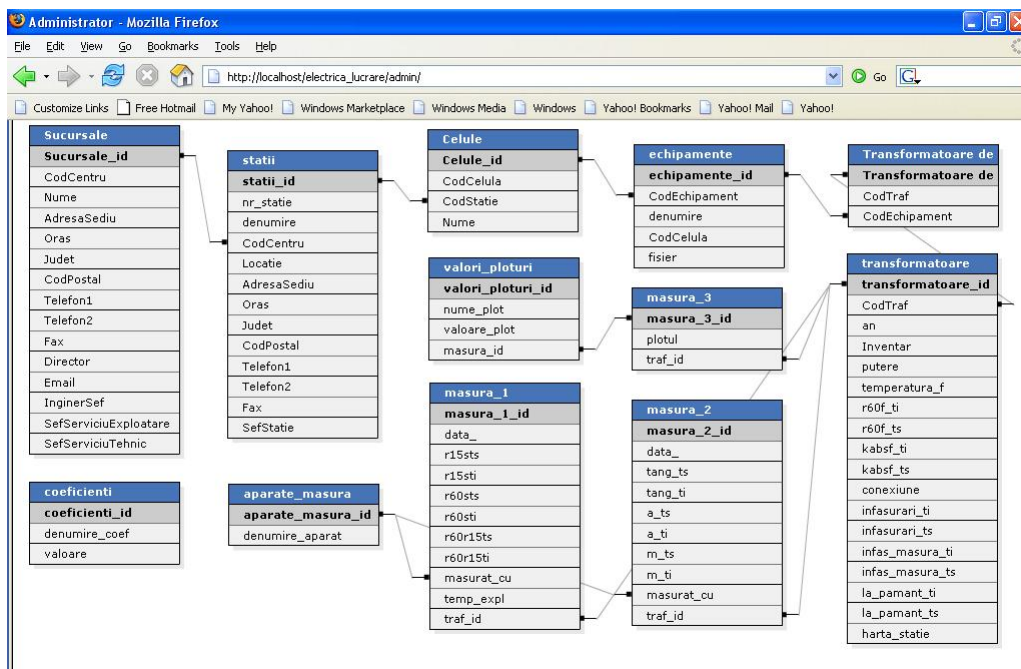 Administrator - Mozilla Firefox
File Edit View Go Bookmarks Tools Help
http://localhost/electrica_lucrare/admin/
Go
G
Customize Links Free Hotmail My Yahoo! Windows Marketplace Windows Media Windows Yahoo! Bookmarks Yahoo! Mail Yahoo!
Sucursale
Sucursale_id
CodCentru
Nume
AdresaSediu
Oras
Judet
CodPostal
Telefon1
Telefon2
Fax
Director
Email
InginerSef
SefServiciuExploatare
SefServiciuTehnic
statii
statii_id
nr_statie
denumire
CodCentru
Locatie
AdresaSediu
Oras
Judet
CodPostal
Telefon1
Telefon2
Fax
SefStatie
Celule
Celule_id
CodCelula
CodStatie
Nume
echipamente
echipamente_id
CodEchipament
denumire
CodCelula
fisier
Transformatoare de
Transformatoare de
CodTraf
CodEchipament
valori_ploturi
valori_ploturi_id
nume_plot
valoare_plot
masura_id
masura_3
masura_3_id
plotul
traf_id
transformatoare
transformatoare_id
CodTraf
an
Inventar
putere
temperatura_f
r60f_ti
r60f_ts
kabsf_ti
kabsf_ts
conexiune
infasurari_ti
infasurari_ts
infas_masura_ti
infas_masura_ts
la_pamant_ti
la_pamant_ts
harta_statie
coeficienti
coeficienti_id
denumire_coef
valoare
aparate_masura
aparate_masura_id
denumire_aparat
masura_1
masura_1_id
data_
r15sts
r15sti
r60sts
r60sti
r60r15ts
r60r15ti
masurat_cu
temp_expl
traf_id
masura_2
masura_2_id
data_
tang_ts
tang_ti
a_ts
a_ti
m_ts
m_ti
masurat_cu
traf_id